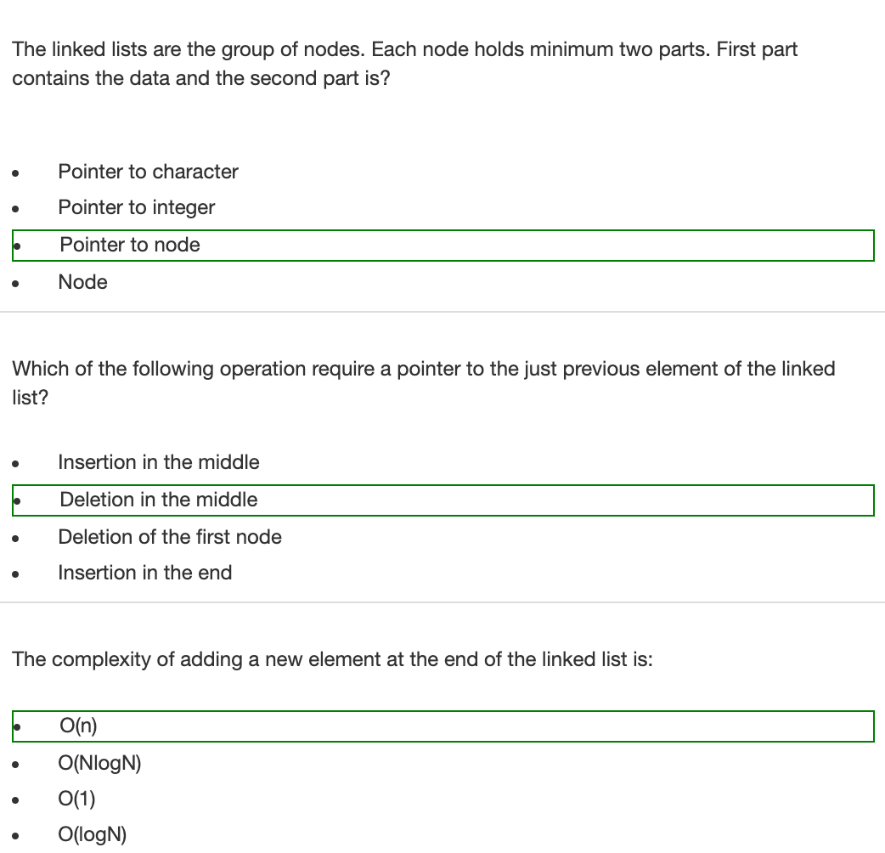 The linked lists are the group of nodes. Each node holds minimum two parts. First part
contains the data and the second part is?
• Pointer to character
• Pointer to integer
• Pointer to node
• Node
Which of the following operation require a pointer to the just previous element of the linked
list?
• Insertion in the middle
• Deletion in the middle
• Deletion of the first node
• Insertion in the end
The complexity of adding a new element at the end of the linked list is:
• O(n)
• O(NlogN)
• O(1)
• O(logN)